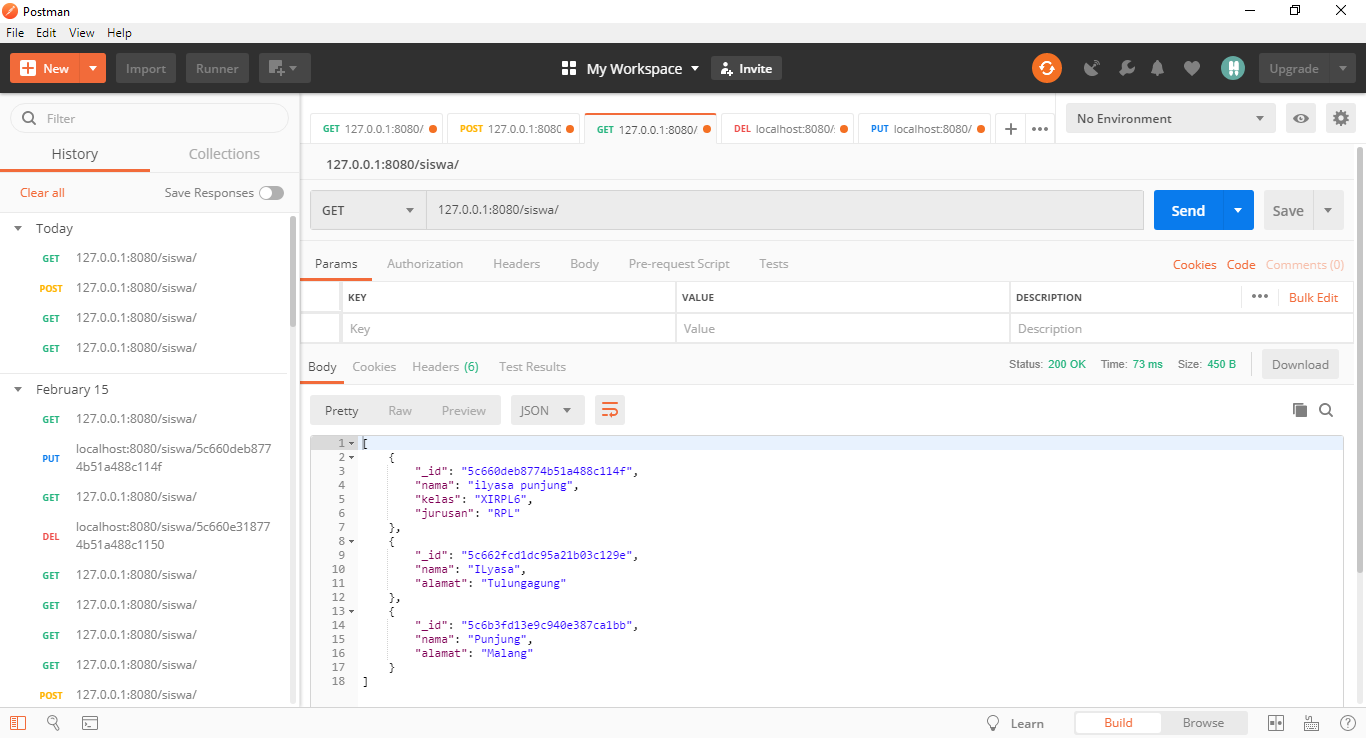 Postman
File Edit View Help
New Import Runner My Workspace Invite Upgrade
Filter
History Collections
Clear all Save Responses
Today
GET 127.0.0.1:8080/siswa/
POST 127.0.0.1:8080/siswa/
GET 127.0.0.1:8080/siswa/
GET 127.0.0.1:8080/siswa/
February 15
GET 127.0.0.1:8080/siswa/
PUT localhost:8080/siswa/5c660deb877
4b51a488c114f
GET 127.0.0.1:8080/siswa/
DEL localhost:8080/siswa/5c660e31877
4b51a488c1150
GET 127.0.0.1:8080/siswa/
GET 127.0.0.1:8080/siswa/
GET 127.0.0.1:8080/siswa/
GET 127.0.0.1:8080/siswa/
POST 127.0.0.1:8080/siswa/
GET 127.0.0.1:8080/ POST 127.0.0.1:808 GET 127.0.0.1:8080/ DEL localhost:8080/ PUT localhost:8080/ No Environment
127.0.0.1:8080/siswa/
GET 127.0.0.1:8080/siswa/ Send Save
Params Authorization Headers Body Pre-request Script Tests Cookies Code Comments (0)
KEY VALUE DESCRIPTION ••• Bulk Edit
Key Value Description
Body Cookies Headers (6) Test Results Status: 200 OK Time: 73 ms Size: 450 B Download
Pretty Raw Preview JSON
1 [
2 {
3 "_id": "5c660deb8774b51a488c114f",
4 "nama": "ilyasa punjung",
5 "kelas": "XIRPL6",
6 "jurusan": "RPL"
7 },
8 {
9 "_id": "5c662fcd1dc95a21b03c129e",
10 "nama": "ILyasa",
11 "alamat": "Tulungagung"
12 },
13 {
14 "_id": "5c6b3fd13e9c940e387ca1bb",
15 "nama": "Punjung",
16 "alamat": "Malang"
17 }
18 ]
Learn Build Browse